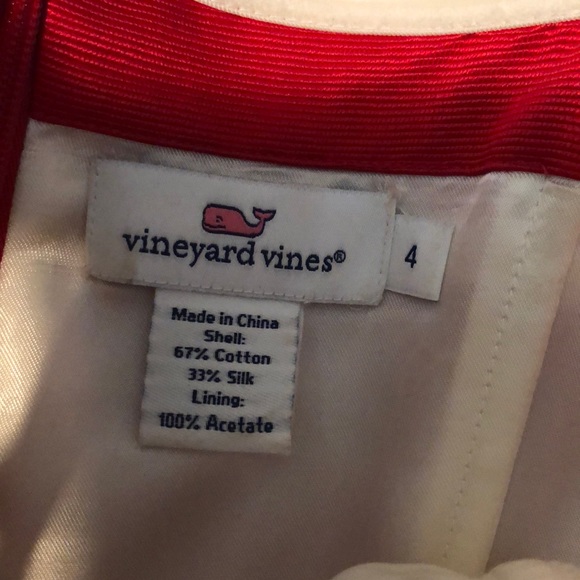 vineyard vines®
4
Made in China
Shell:
67% Cotton
33% Silk
Lining:
100% Acetate